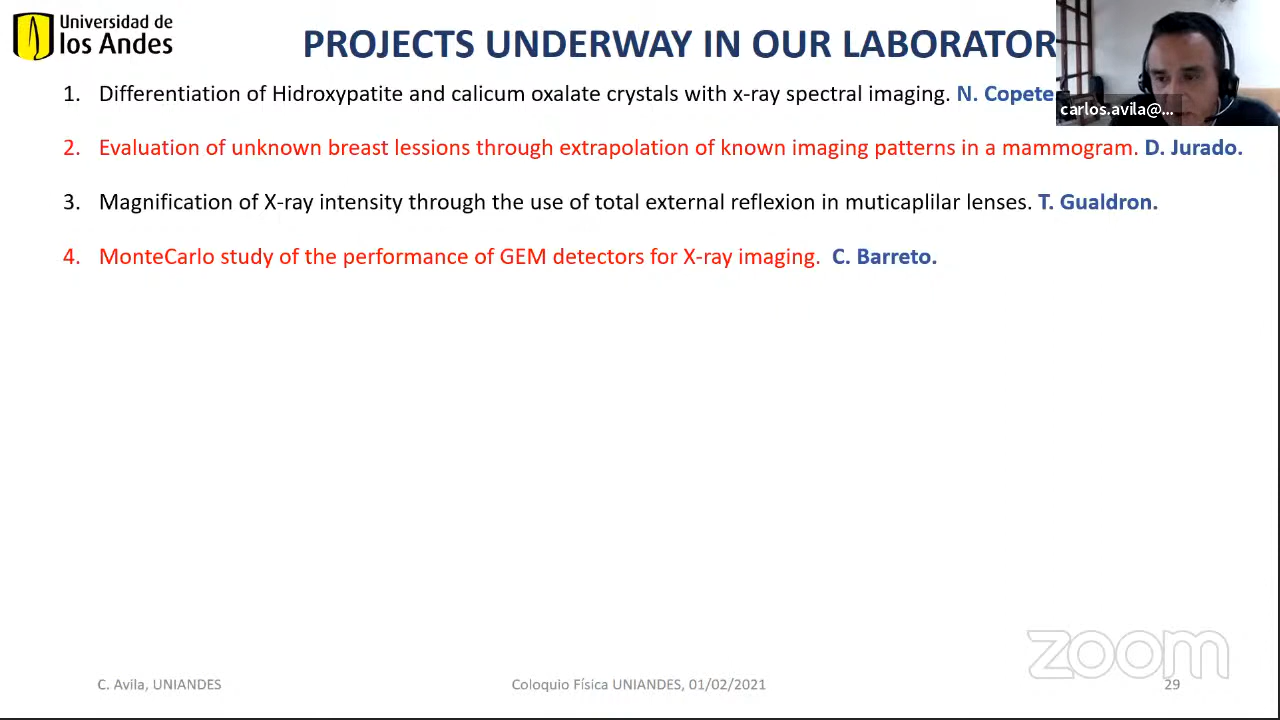 Universidad de
los Andes
PROJECTS UNDERWAY IN OUR LABORATOR
carlos.avila@...
1. Differentiation of Hidroxypatite and calicum oxalate crystals with x-ray spectral imaging. N. Copete
2. Evaluation of unknown breast lessions through extrapolation of known imaging patterns in a mammogram. D. Jurado.
3. Magnification of X-ray intensity through the use of total external reflexion in muticaplilar lenses. T. Gualdron.
4. MonteCarlo study of the performance of GEM detectors for X-ray imaging. C. Barreto.
zoom
C. Avila, UNIANDES
Coloquio Física UNIANDES, 01/02/2021
29